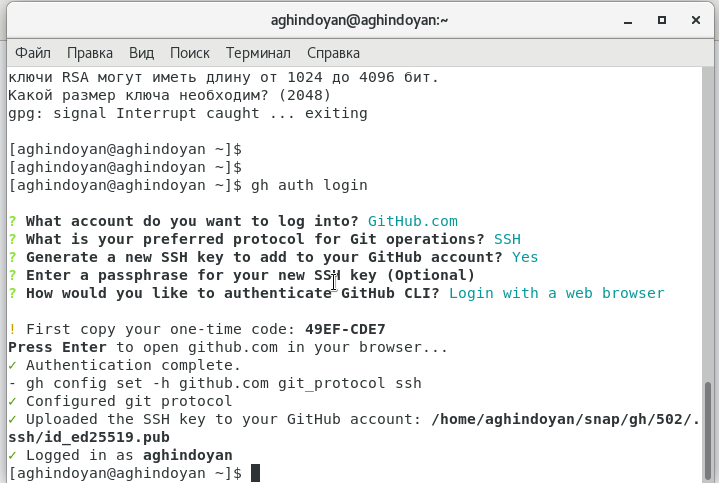 aghindoyan@aghindoyan:~
Файл Правка Вид Поиск Терминал Справка
ключи RSA могут иметь длину от 1024 до 4096 бит.
Какой размер ключа необходим? (2048)
gpg: signal Interrupt caught ... exiting
[aghindoyan@aghindoyan ~]$
[aghindoyan@aghindoyan ~]$
[aghindoyan@aghindoyan ~]$ gh auth login
? What account do you want to log into? GitHub.com
? What is your preferred protocol for Git operations? SSH
? Generate a new SSH key to add to your GitHub account? Yes
? Enter a passphrase for your new SSH key (Optional)
? How would you like to authenticate GitHub CLI? Login with a web browser
! First copy your one-time code: 49EF-CDE7
Press Enter to open github.com in your browser...
✓ Authentication complete.
- gh config set -h github.com git_protocol ssh
✓ Configured git protocol
✓ Uploaded the SSH key to your GitHub account: /home/aghindoyan/snap/gh/502/.
ssh/id_ed25519.pub
✓ Logged in as aghindoyan
[aghindoyan@aghindoyan ~]$